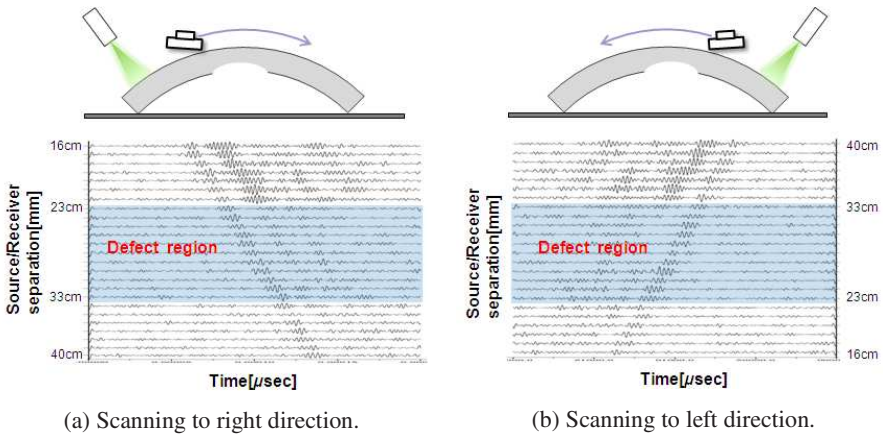 16cm
23cm
33cm
40cm
Source/Receiver
separation[mm]
Defect region
Time[μsec]
(a) Scanning to right direction.
40cm
33cm
23cm
16cm
Source/Receiver
separation[mm]
Defect region
Time[μsec]
(b) Scanning to left direction.